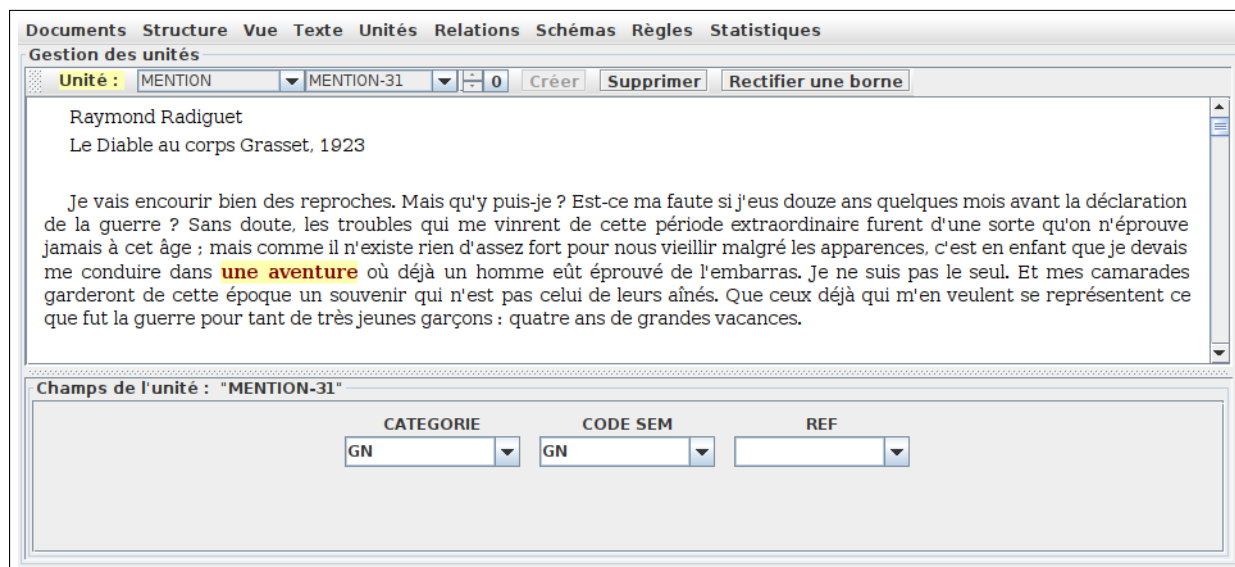 Documents Structure Vue Texte Unités Relations Schémas Règles Statistiques
Gestion des unités
Unité : MENTION MENTION-31 0 Créer Supprimer Rectifier une borne
Raymond Radiguet
Le Diable au corps Grasset, 1923
Je vais encourir bien des reproches. Mais qu'y puis-je ? Est-ce ma faute si j'eus douze ans quelques mois avant la déclaration
de la guerre ? Sans doute, les troubles qui me vinrent de cette période extraordinaire furent d'une sorte qu'on n'éprouve
jamais à cet âge ; mais comme il n'existe rien d'assez fort pour nous vieillir malgré les apparences, c'est en enfant que je devais
me conduire dans une aventure où déjà un homme eût éprouvé de l'embarras. Je ne suis pas le seul. Et mes camarades
garderont de cette époque un souvenir qui n'est pas celui de leurs aînés. Que ceux déjà qui m'en veulent se représentent ce
que fut la guerre pour tant de très jeunes garçons : quatre ans de grandes vacances.
Champs de l'unité : "MENTION-31"
CATEGORIE CODE SEM REF
GN GN